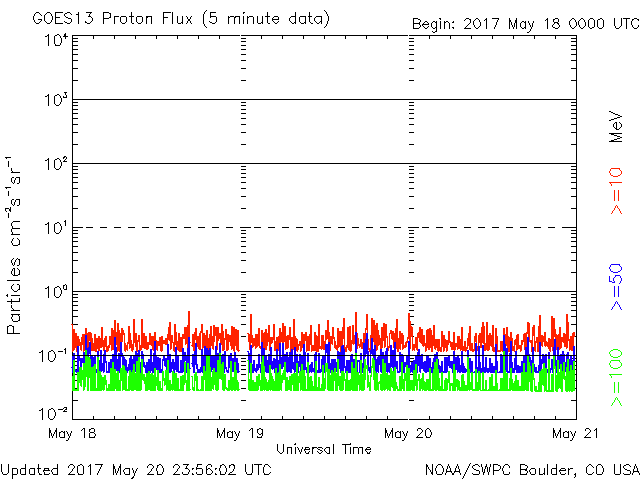 GOES13 Proton Flux (5 minute data)
Begin: 2017 May 18 0000 UTC
10⁴
10³
10²
10¹
10⁰
10⁻¹
10⁻²
Particles cm⁻²s⁻¹sr⁻¹
MeV
>=10
>=50
>=100
May 18
May 19
May 20
May 21
Universal Time
Updated 2017 May 20 23:56:02 UTC
NOAA/SWPC Boulder, CO USA